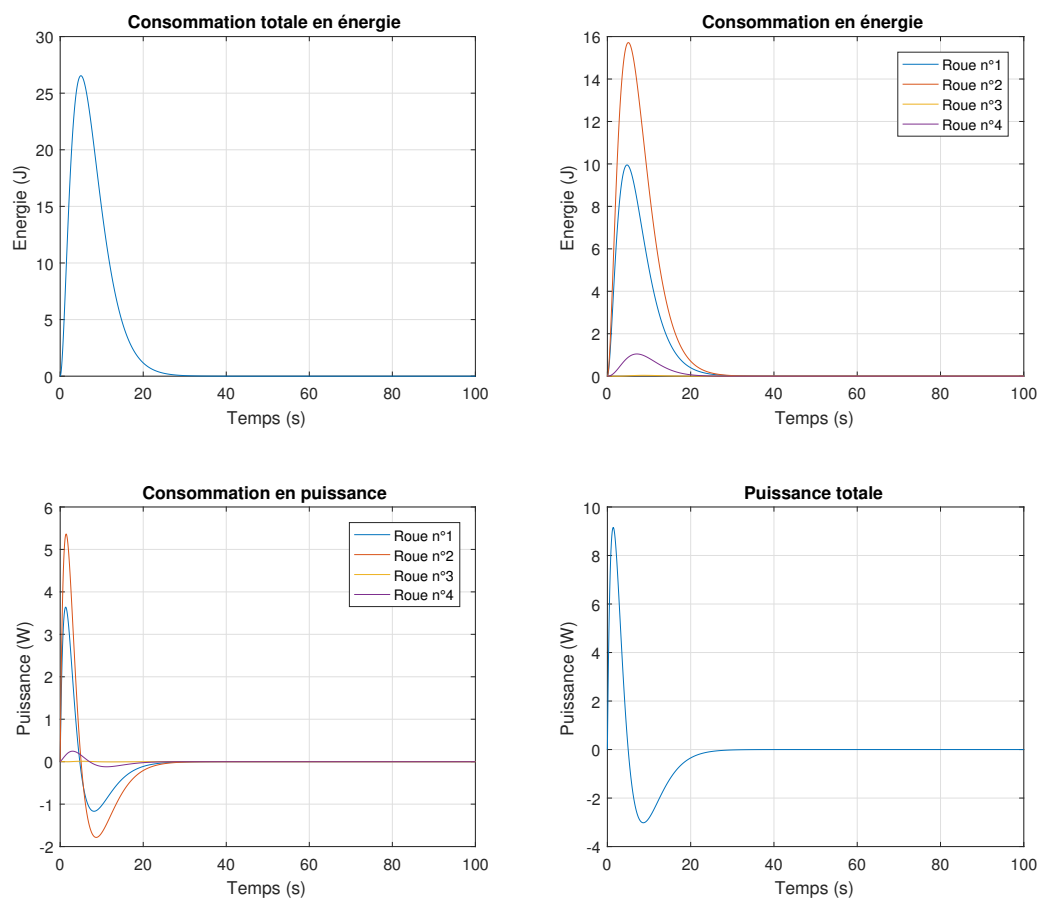 Consommation totale en énergie
30
25
20
15
10
5
0
Energie (J)
0 20 40 60 80 100
Temps (s)
Consommation en énergie
16
14
12
10
8
6
4
2
0
Energie (J)
Roue n°1
Roue n°2
Roue n°3
Roue n°4
0 20 40 60 80 100
Temps (s)
Consommation en puissance
6
5
4
3
2
1
0
-1
-2
Puissance (W)
Roue n°1
Roue n°2
Roue n°3
Roue n°4
0 20 40 60 80 100
Temps (s)
Puissance totale
10
8
6
4
2
0
-2
-4
Puissance (W)
0 20 40 60 80 100
Temps (s)